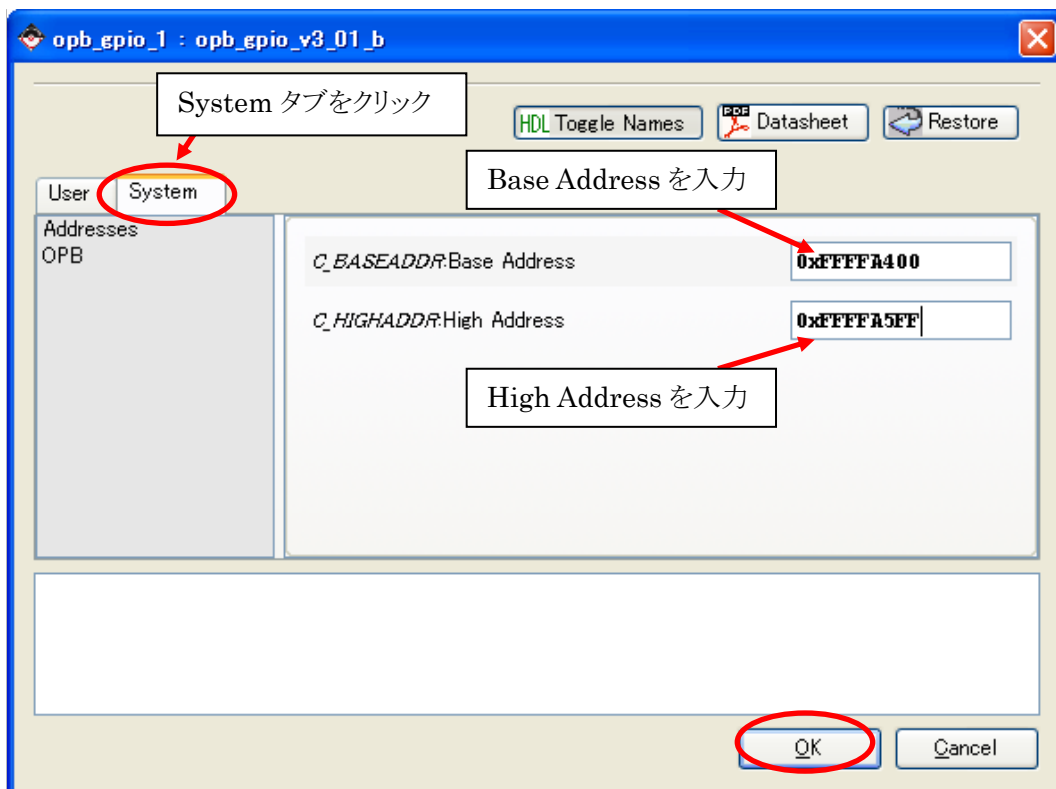 opb_gpio_1 : opb_gpio_v3_01_b
System タブをクリック
HDL Toggle Names
PDF Datasheet
Restore
Base Address を入力
User
System
Addresses
OPB
C_BASEADDR:Base Address
0xFFFFA400
C_HIGHADDR:High Address
0xFFFFA5FF
High Address を入力
OK
Cancel